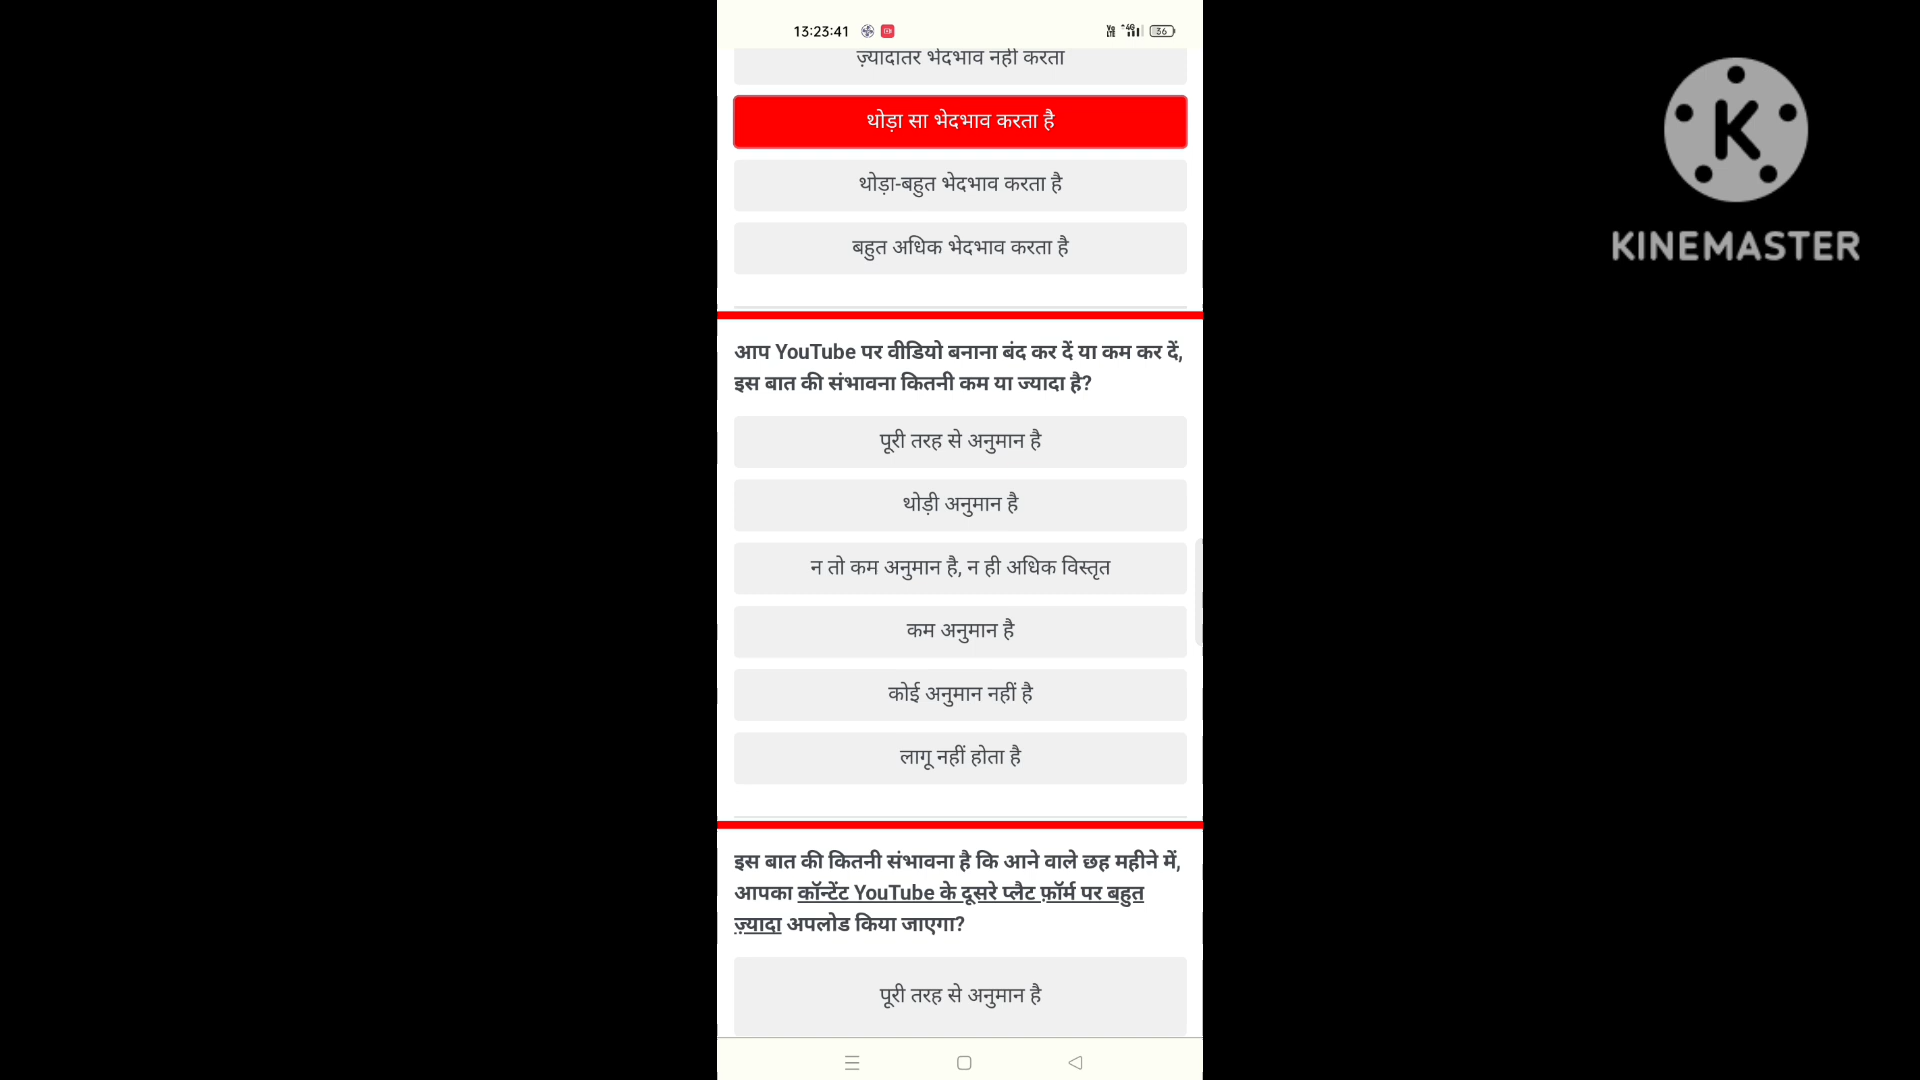 13:23:41
36
ज़्यादातर भेदभाव नहीं करता
थोड़ा सा भेदभाव करता है
थोड़ा-बहुत भेदभाव करता है
बहुत अधिक भेदभाव करता है
आप YouTube पर वीडियो बनाना बंद कर दें या कम कर दें,
इस बात की संभावना कितनी कम या ज्यादा है?
पूरी तरह से अनुमान है
थोड़ी अनुमान है
न तो कम अनुमान है, न ही अधिक विस्तृत
कम अनुमान है
कोई अनुमान नहीं है
लागू नहीं होता है
इस बात की कितनी संभावना है कि आने वाले छह महीने में,
आपका कॉन्टेंट YouTube के दूसरे प्लैट फ़ॉर्म पर बहुत
ज़्यादा अपलोड किया जाएगा?
पूरी तरह से अनुमान है
K
KINEMASTER